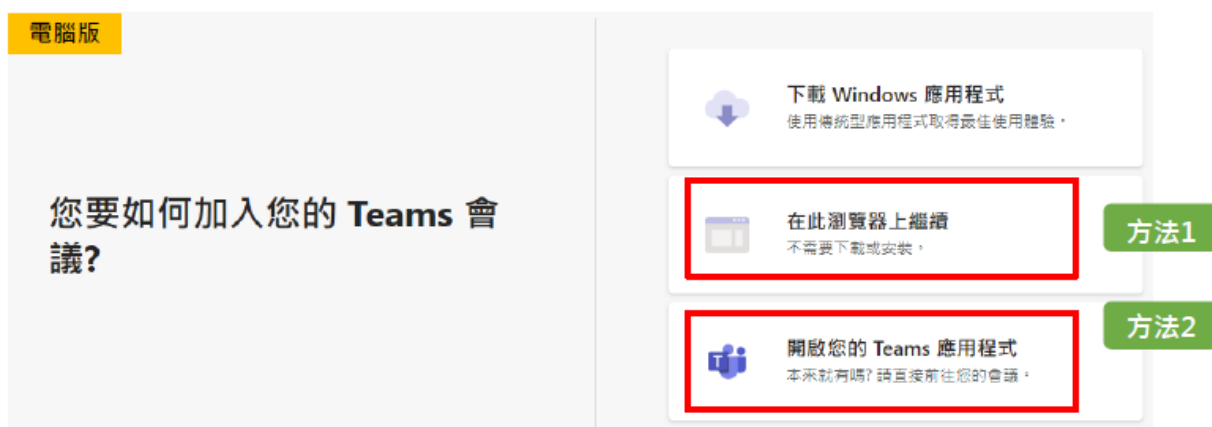 電腦版
您要如何加入您的 Teams 會
議?
下載 Windows 應用程式
使用傳統型應用程式取得最佳使用體驗。
在此瀏覽器上繼續
不需要下載或安裝。
方法1
開啟您的 Teams 應用程式
本來就有嗎? 請直接前往您的會議。
方法2